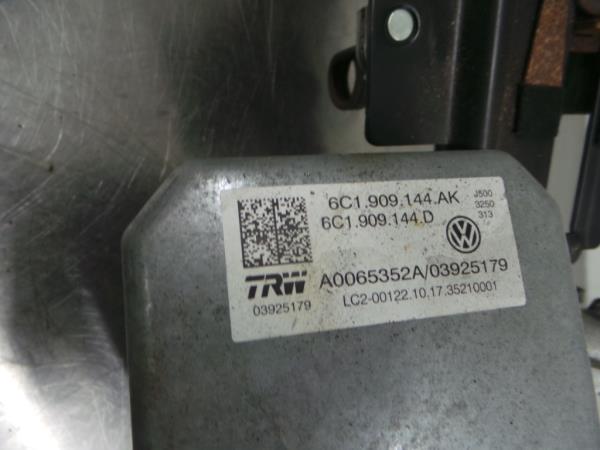 6C1.909.144.AK
6C1.909.144.D
J500
3250
313
TRW
A0065352A/03925179
03925179
LC2-00122.10.17.35210001